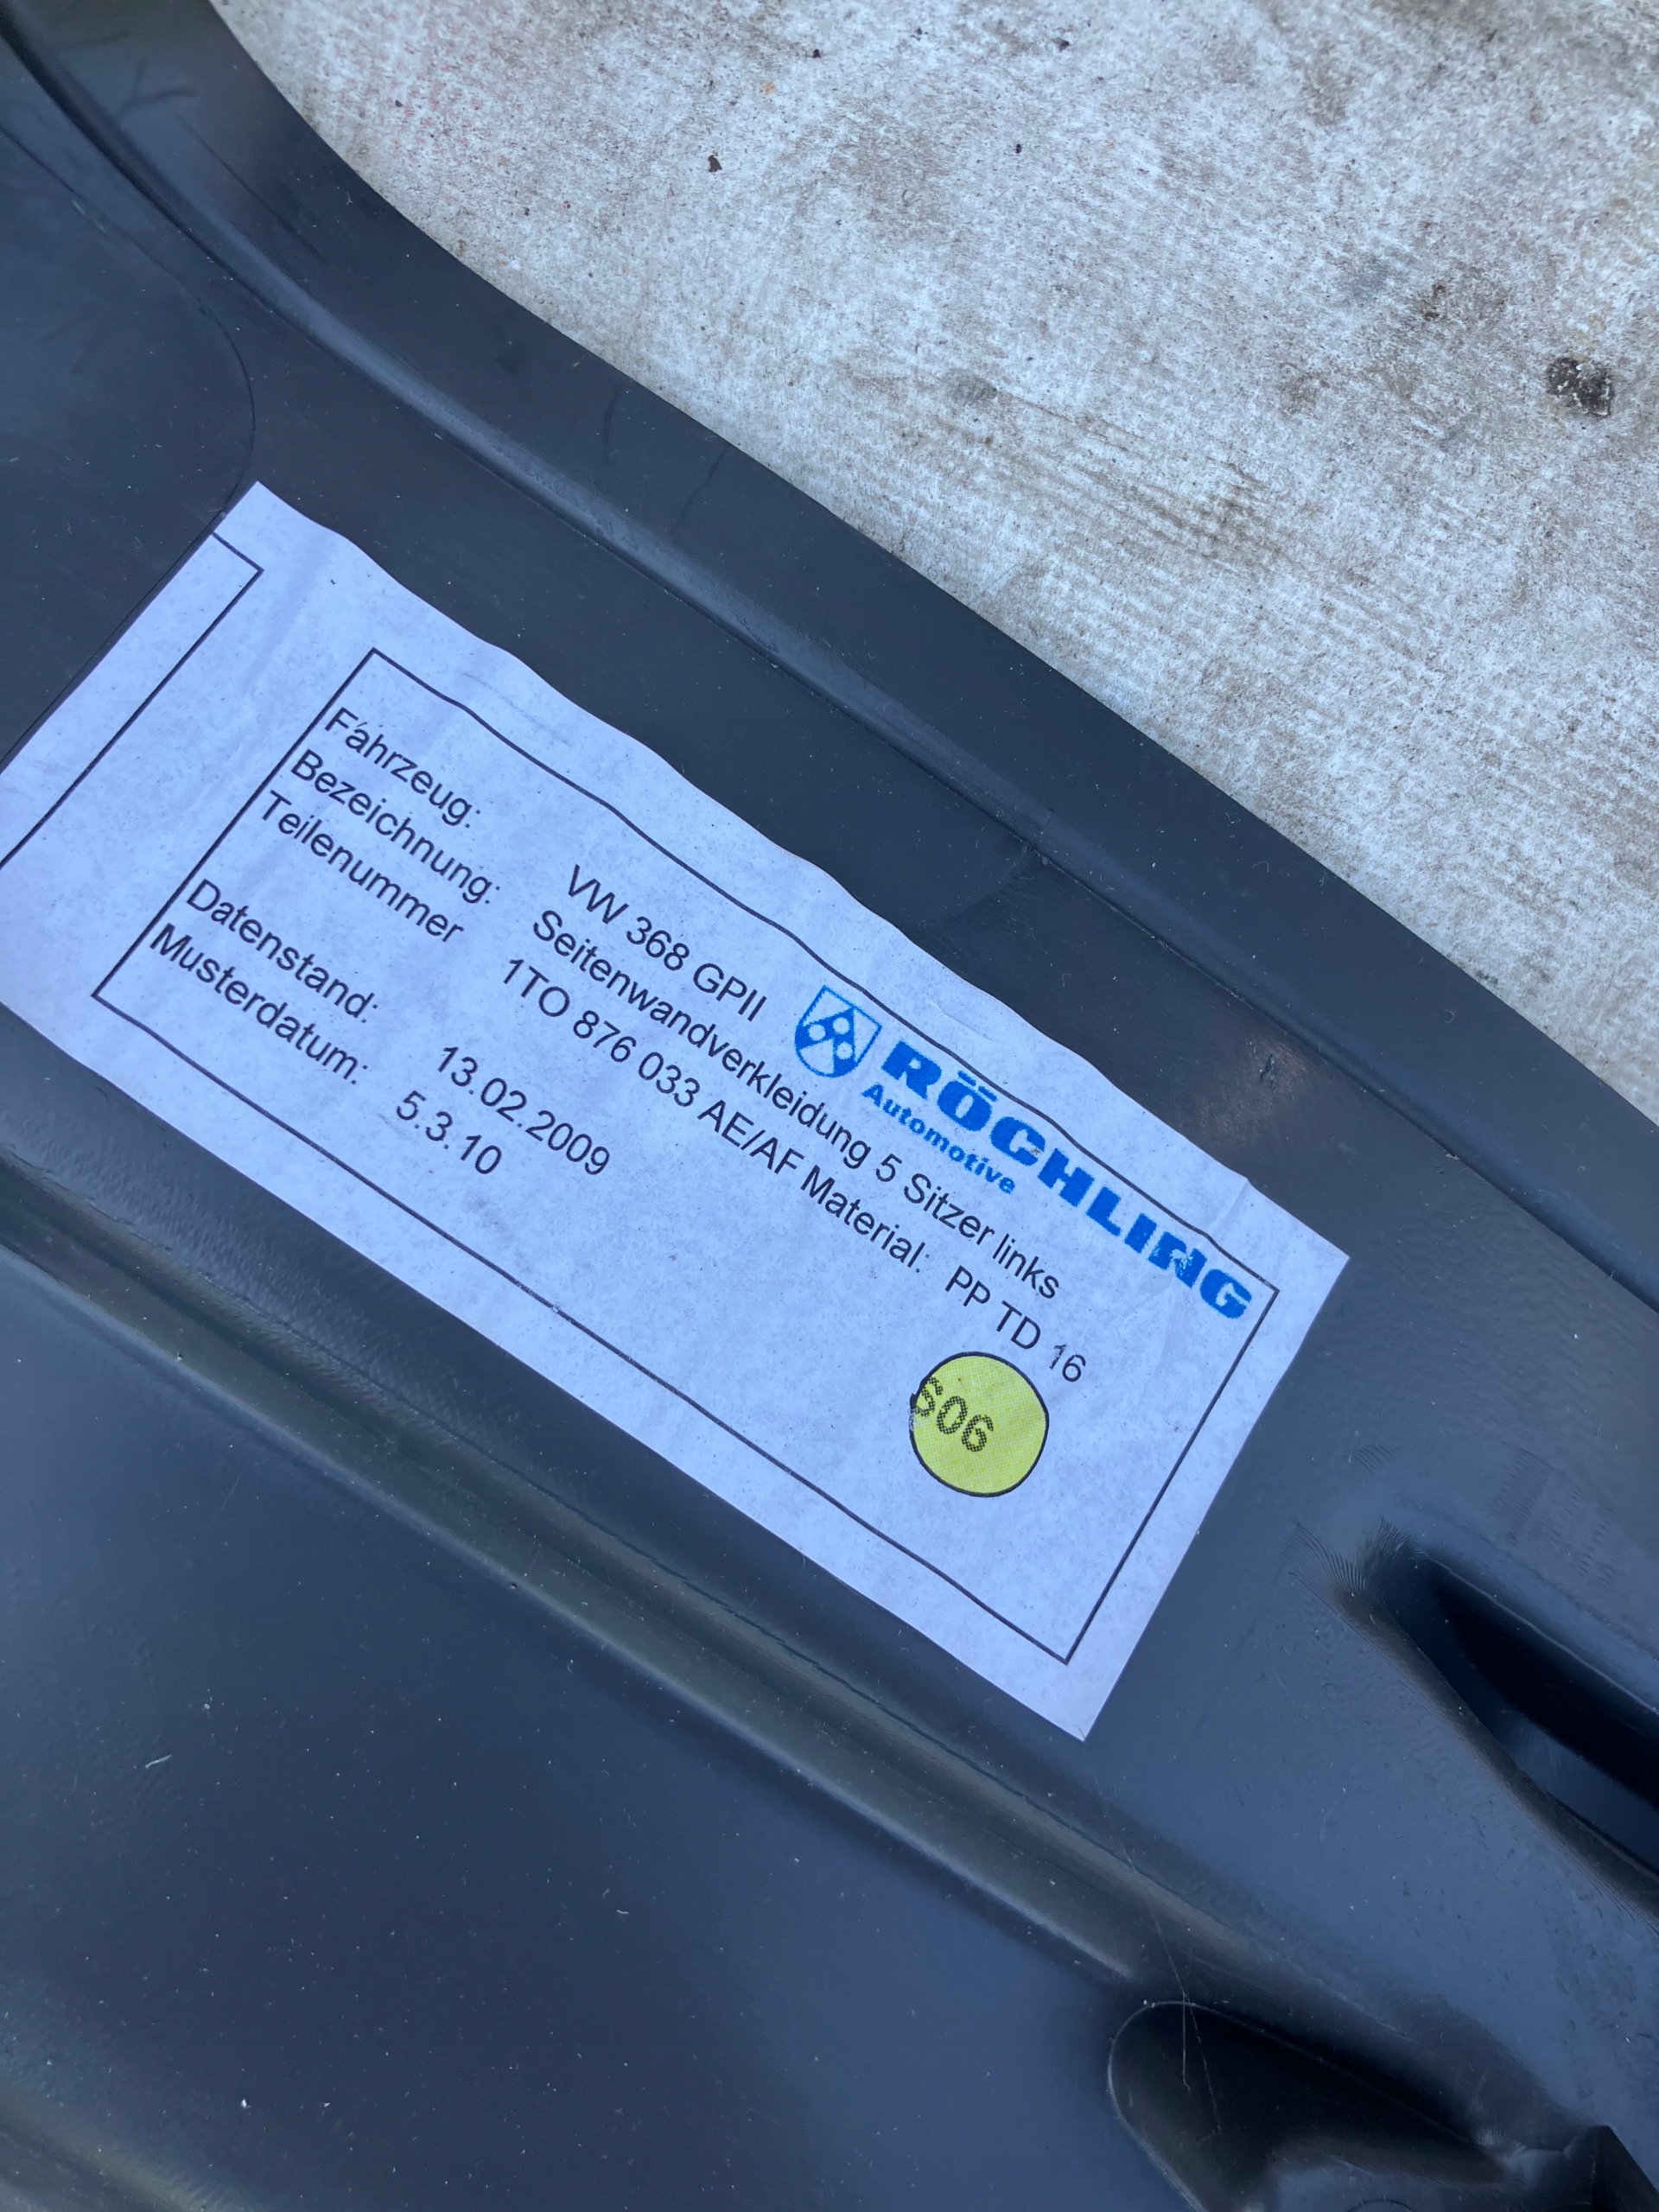 RÖCHLING
Automotive
Fahrzeug: VW 368 GPII
Bezeichnung: Seitenwandverkleidung 5 Sitzer links
Teilenummer 1TO 876 033 AE/AF Material: PP TD 16
Datenstand: 13.02.2009
Musterdatum: 5.3.10
S06